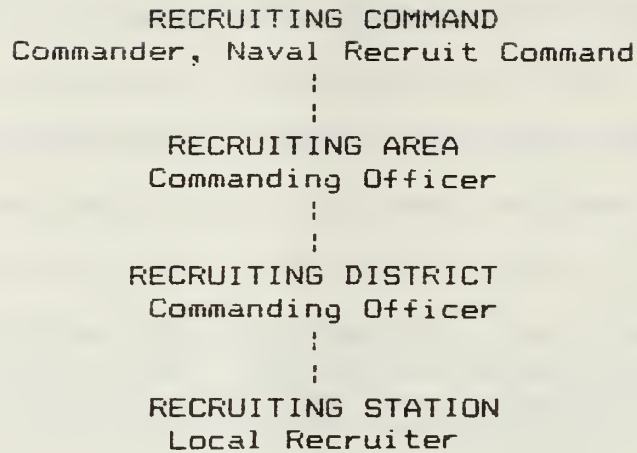 RECRUITING COMMAND
Commander, Naval Recruit Command
RECRUITING AREA
Commanding Officer
RECRUITING DISTRICT
Commanding Officer
RECRUITING STATION
Local Recruiter